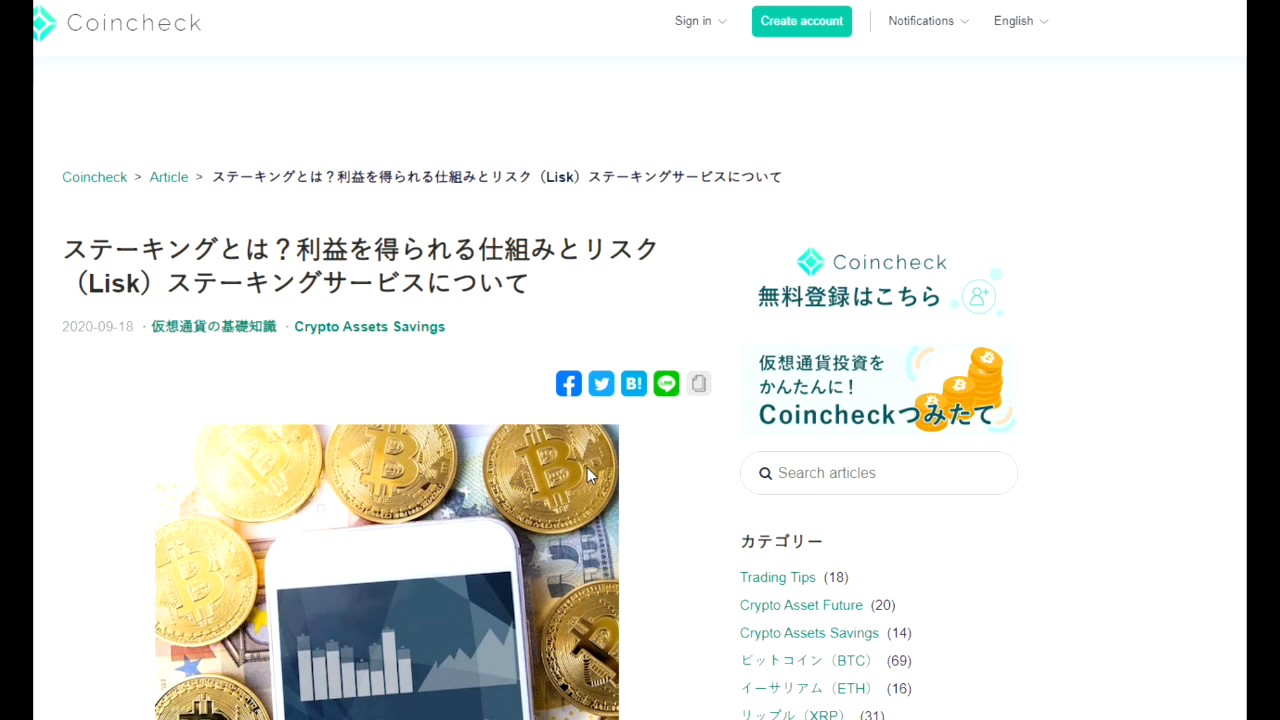 Coincheck
Sign in
Create account
Notifications
English
Coincheck > Article > ステーキングとは？利益を得られる仕組みとリスク（Lisk）ステーキングサービスについて
ステーキングとは？利益を得られる仕組みとリスク
（Lisk）ステーキングサービスについて
2020-09-18 ・仮想通貨の基礎知識 ・Crypto Assets Savings
B!
LINE
Coincheck
無料登録はこちら
仮想通貨投資を
かんたんに！
Coincheckつみたて
Search articles
カテゴリー
Trading Tips (18)
Crypto Asset Future (20)
Crypto Assets Savings (14)
ビットコイン（BTC） (69)
イーサリアム（ETH） (16)
リップル（XRP） (31)